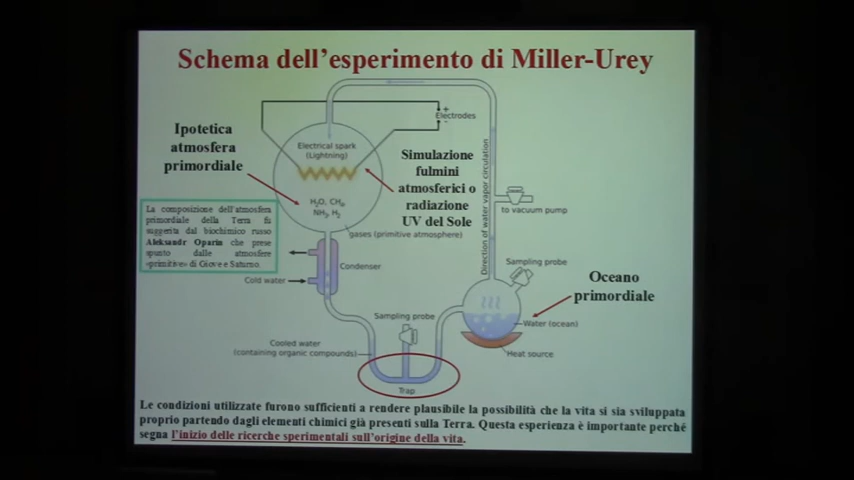 Schema dell'esperimento di Miller-Urey
Ipotetica
atmosfera
primordiale
+
Electrodes
-
Electrical spark
(Lightning)
Simulazione
fulmini
atmosferici o
radiazione
UV del Sole
H₂O, CH₄,
NH₃, H₂
gases (primitive atmosphere)
La composizione dell'atmosfera
primordiale della Terra fu
suggerita dal biochimico russo
Aleksandr Oparin che prese
spunto dalle atmosfere
«primitive» di Giove e Saturno.
Direction of water vapor circulation
to vacuum pump
Condenser
Cold water
Sampling probe
Oceano
primordiale
Sampling probe
Water (ocean)
Heat source
Cooled water
(containing organic compounds)
Trap
Le condizioni utilizzate furono sufficienti a rendere plausibile la possibilità che la vita si sia sviluppata
proprio partendo dagli elementi chimici già presenti sulla Terra. Questa esperienza è importante perché
segna l'inizio delle ricerche sperimentali sull'origine della vita.